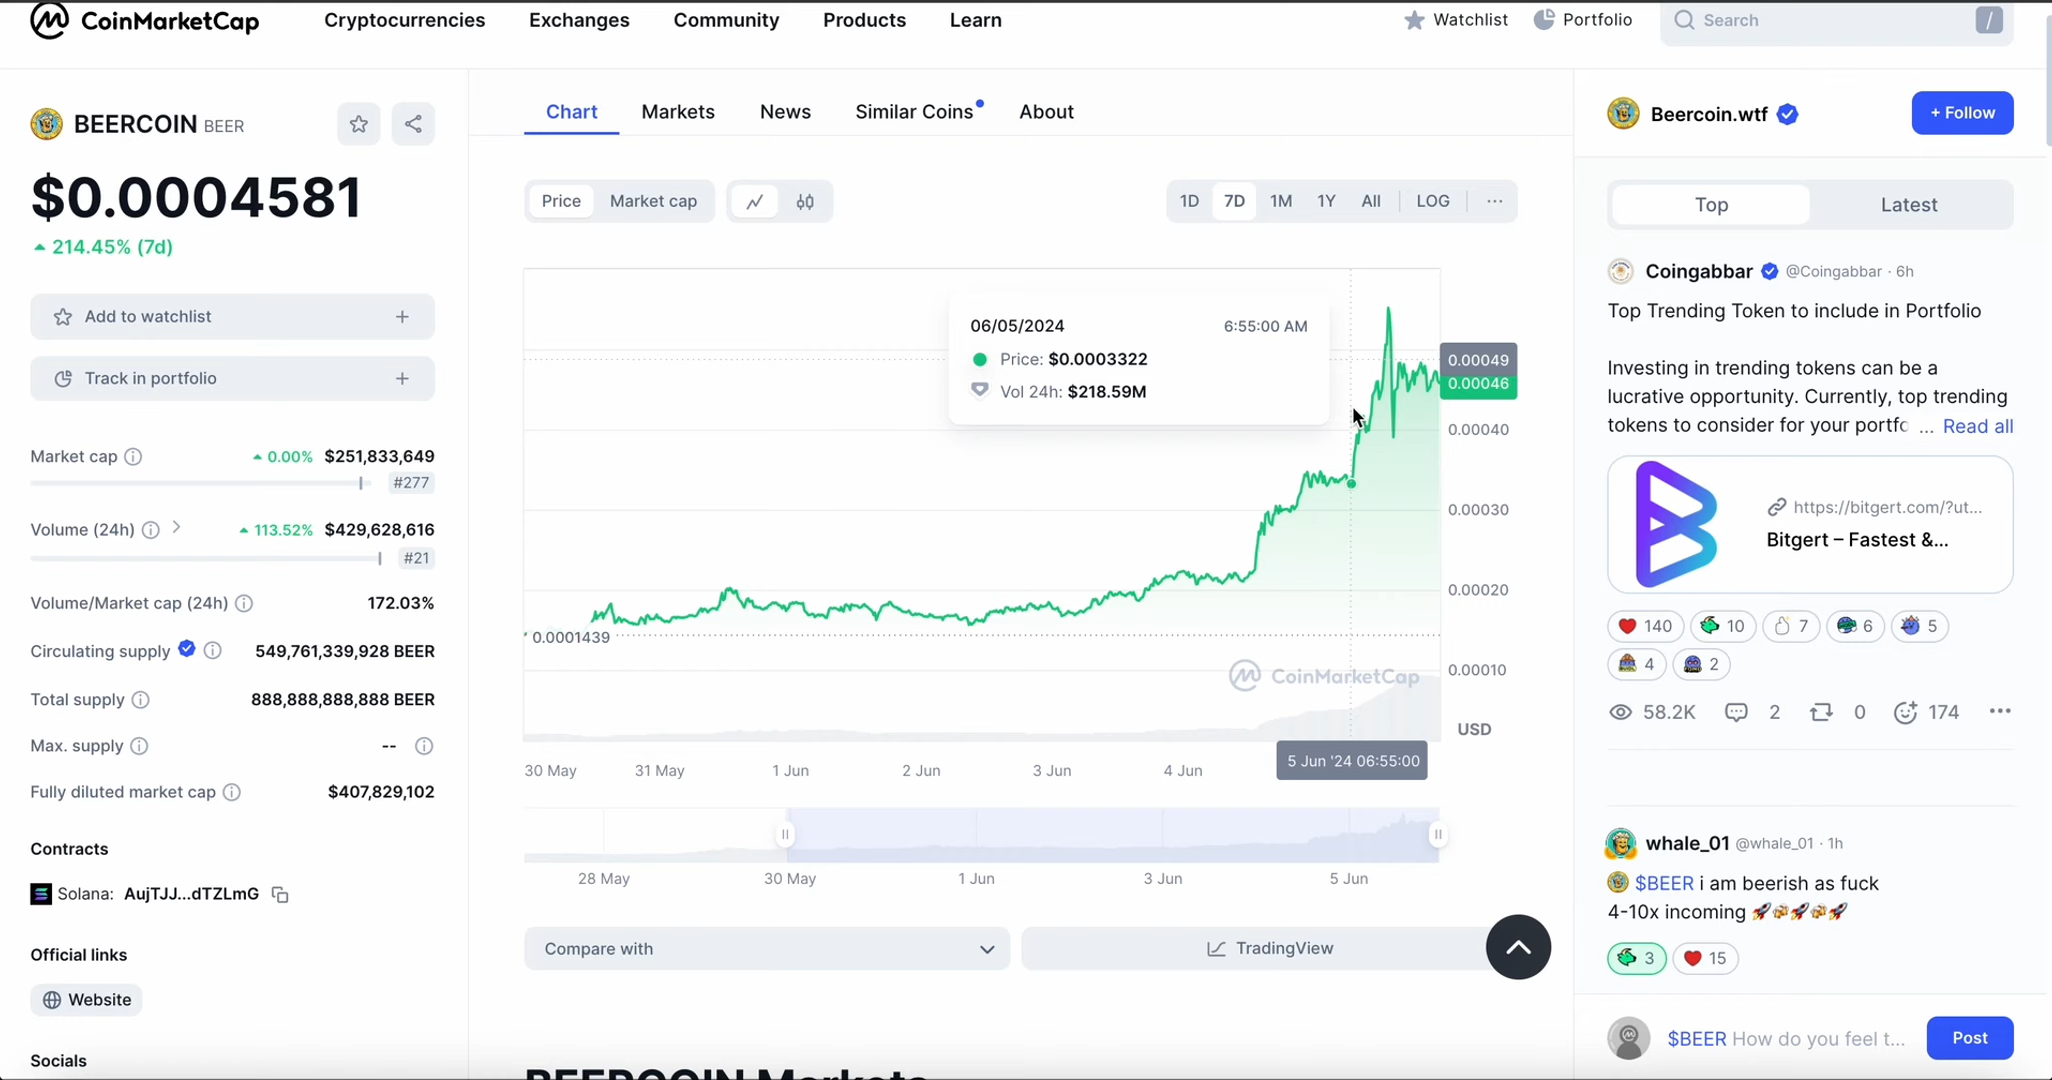 CoinMarketCap
Cryptocurrencies Exchanges Community Products Learn
Watchlist Portfolio Search /
BEERCOIN BEER
$0.0004581
214.45% (7d)
Add to watchlist +
Track in portfolio +
Market cap 0.00% $251,833,649
#277
Volume (24h) 113.52% $429,628,616
#21
Volume/Market cap (24h) 172.03%
Circulating supply 549,761,339,928 BEER
Total supply 888,888,888,888 BEER
Max. supply --
Fully diluted market cap $407,829,102
Contracts
Solana: AujTJJ...dTZLmG
Official links
Website
Socials
Chart Markets News Similar Coins About
Price Market cap
1D 7D 1M 1Y All LOG ...
06/05/2024 6:55:00 AM
Price: $0.0003322
Vol 24h: $218.59M
0.00049
0.00046
0.00040
0.00030
0.00020
0.0001439
0.00010
CoinMarketCap
USD
30 May 31 May 1 Jun 2 Jun 3 Jun 4 Jun 5 Jun '24 06:55:00
28 May 30 May 1 Jun 3 Jun 5 Jun
Compare with
TradingView
BEERCOIN Markets
Beercoin.wtf
+ Follow
Top Latest
Coingabbar @Coingabbar · 6h
Top Trending Token to include in Portfolio
Investing in trending tokens can be a
lucrative opportunity. Currently, top trending
tokens to consider for your portfo ... Read all
https://bitgert.com/?ut...
Bitgert – Fastest &...
140 10 7 6 5
4 2
58.2K 2 0 174 ...
whale_01 @whale_01 · 1h
$BEER i am beerish as fuck
4-10x incoming 🚀🍻🚀🍻🚀
3 15
$BEER How do you feel t...
Post